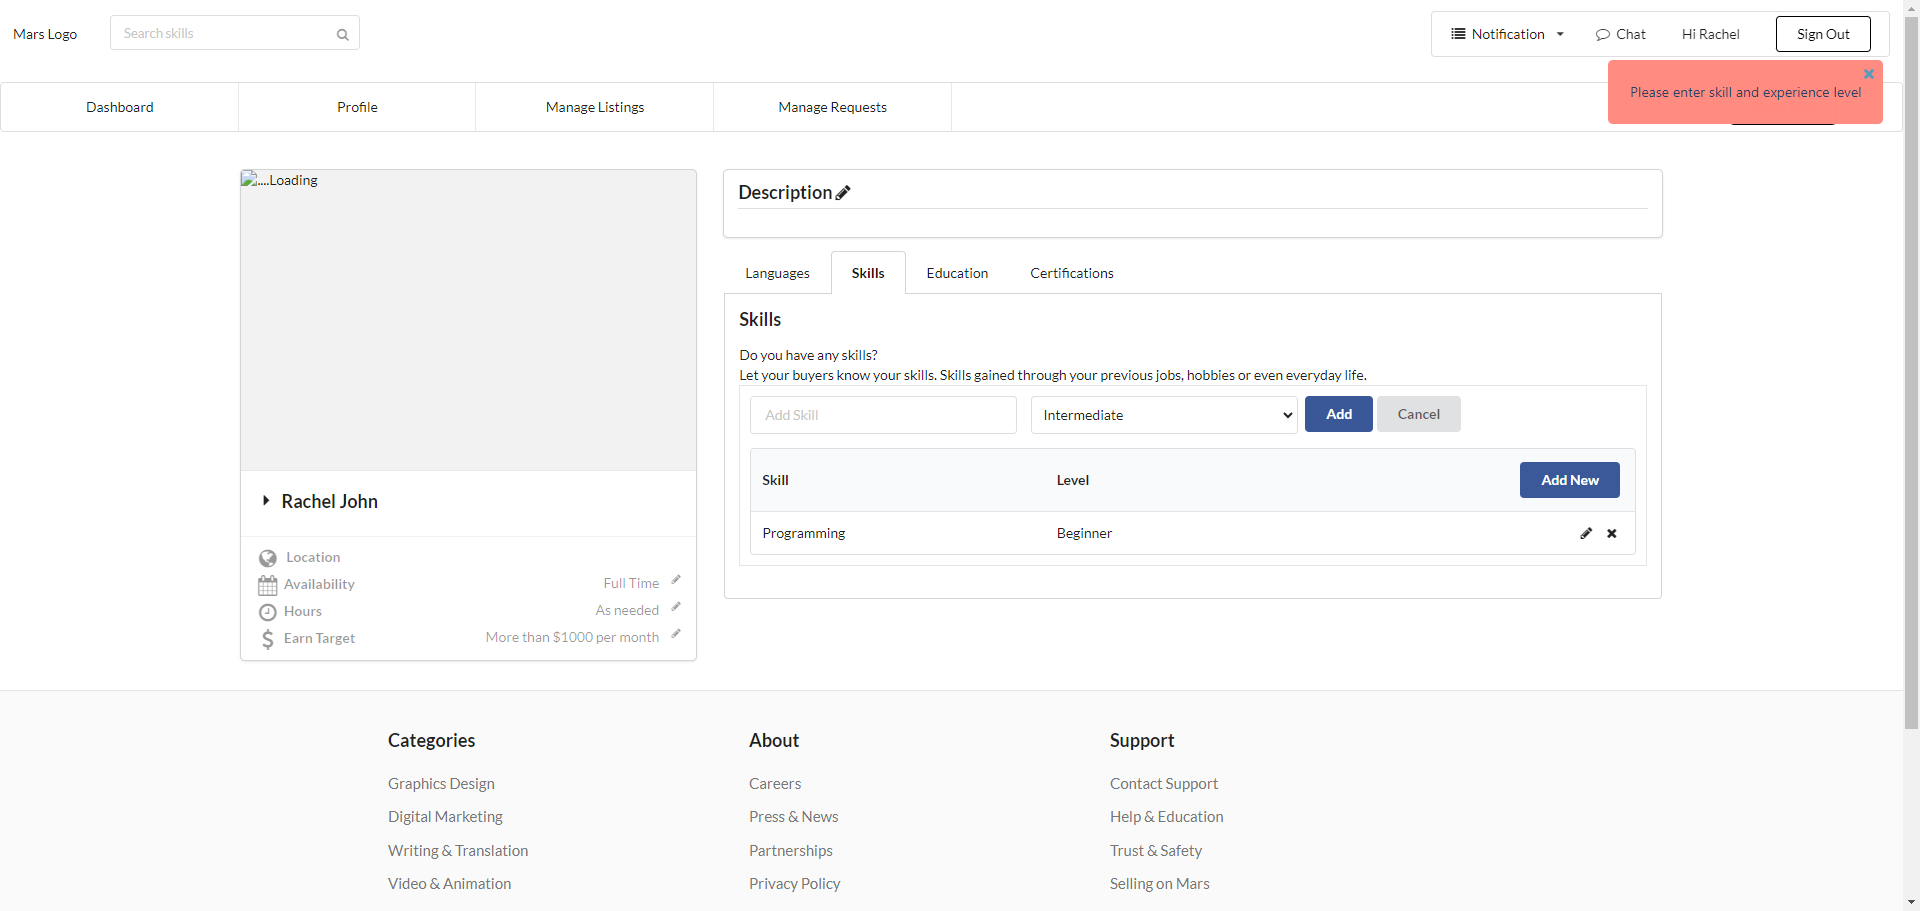 Mars Logo
Search skills
Notification
Chat
Hi Rachel
Sign Out
Please enter skill and experience level
Dashboard
Profile
Manage Listings
Manage Requests
....Loading
Rachel John
Location
Availability
Full Time
Hours
As needed
Earn Target
More than $1000 per month
Description
Languages
Skills
Education
Certifications
Skills
Do you have any skills?
Let your buyers know your skills. Skills gained through your previous jobs, hobbies or even everyday life.
Add Skill
Intermediate
Add
Cancel
Skill
Level
Add New
Programming
Beginner
Categories
Graphics Design
Digital Marketing
Writing & Translation
Video & Animation
About
Careers
Press & News
Partnerships
Privacy Policy
Support
Contact Support
Help & Education
Trust & Safety
Selling on Mars